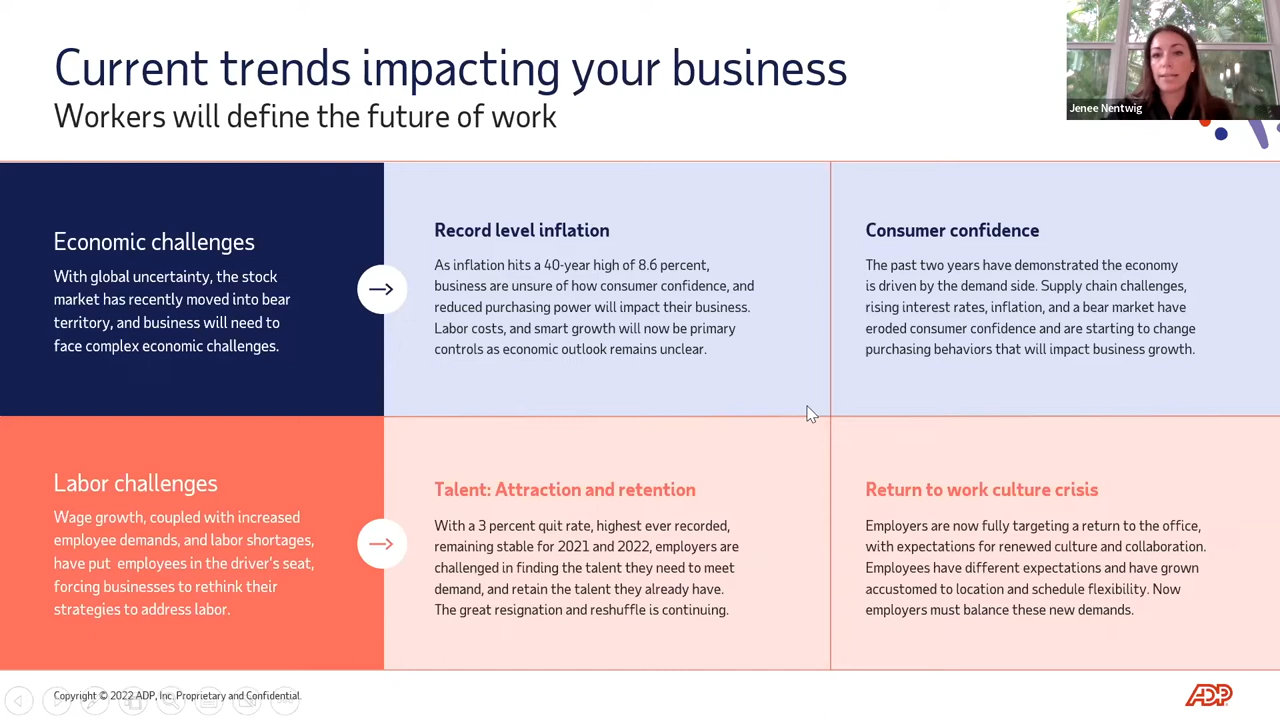 Current trends impacting your business
Workers will define the future of work
Jenee Nentwig
Economic challenges
With global uncertainty, the stock
market has recently moved into bear
territory, and business will need to
face complex economic challenges.
Record level inflation
As inflation hits a 40-year high of 8.6 percent,
business are unsure of how consumer confidence, and
reduced purchasing power will impact their business.
Labor costs, and smart growth will now be primary
controls as economic outlook remains unclear.
Consumer confidence
The past two years have demonstrated the economy
is driven by the demand side. Supply chain challenges,
rising interest rates, inflation, and a bear market have
eroded consumer confidence and are starting to change
purchasing behaviors that will impact business growth.
Labor challenges
Wage growth, coupled with increased
employee demands, and labor shortages,
have put employees in the driver's seat,
forcing businesses to rethink their
strategies to address labor.
Talent: Attraction and retention
With a 3 percent quit rate, highest ever recorded,
remaining stable for 2021 and 2022, employers are
challenged in finding the talent they need to meet
demand, and retain the talent they already have.
The great resignation and reshuffle is continuing.
Return to work culture crisis
Employers are now fully targeting a return to the office,
with expectations for renewed culture and collaboration.
Employees have different expectations and have grown
accustomed to location and schedule flexibility. Now
employers must balance these new demands.
Copyright © 2022 ADP, Inc. Proprietary and Confidential.
ADP